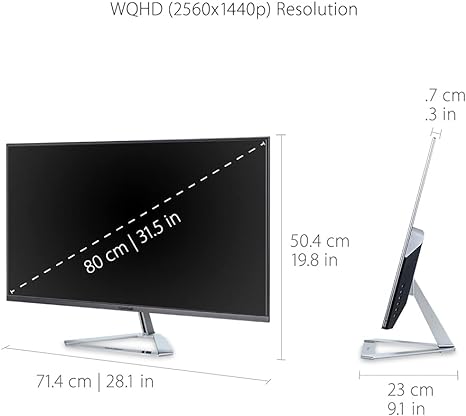 WQHD (2560x1440p) Resolution
.7 cm
.3 in
80 cm | 31.5 in
50.4 cm
19.8 in
71.4 cm | 28.1 in
23 cm
9.1 in